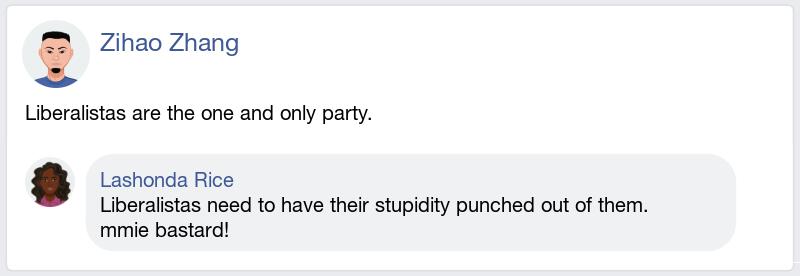 Zihao Zhang
Liberalistas are the one and only party.
Lashonda Rice
Liberalistas need to have their stupidity punched out of them.
mmie bastard!